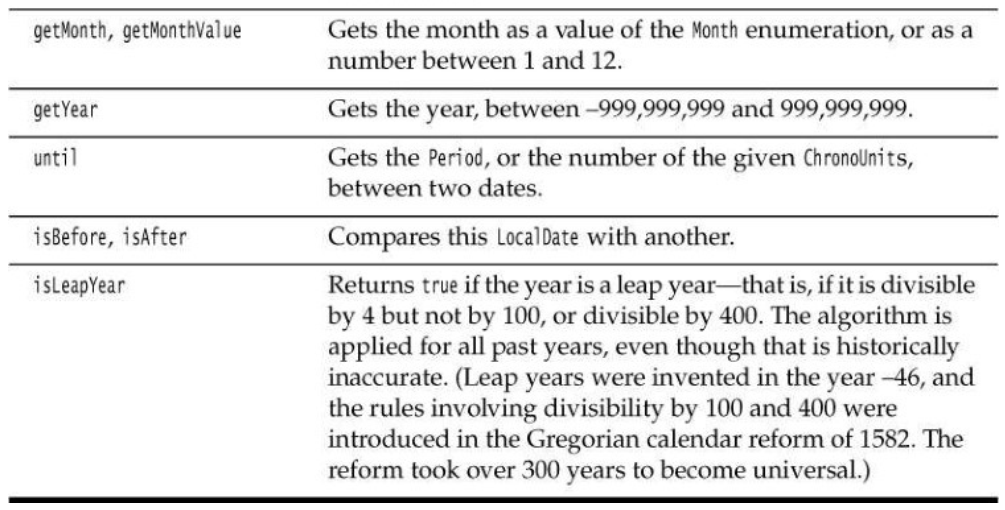 getMonth, getMonthValue Gets the month as a value of the Month enumeration, or as a
number between 1 and 12.
getYear Gets the year, between –999,999,999 and 999,999,999.
until Gets the Period, or the number of the given ChronoUnits,
between two dates.
isBefore, isAfter Compares this LocalDate with another.
isLeapYear Returns true if the year is a leap year—that is, if it is divisible
by 4 but not by 100, or divisible by 400. The algorithm is
applied for all past years, even though that is historically
inaccurate. (Leap years were invented in the year –46, and
the rules involving divisibility by 100 and 400 were
introduced in the Gregorian calendar reform of 1582. The
reform took over 300 years to become universal.)